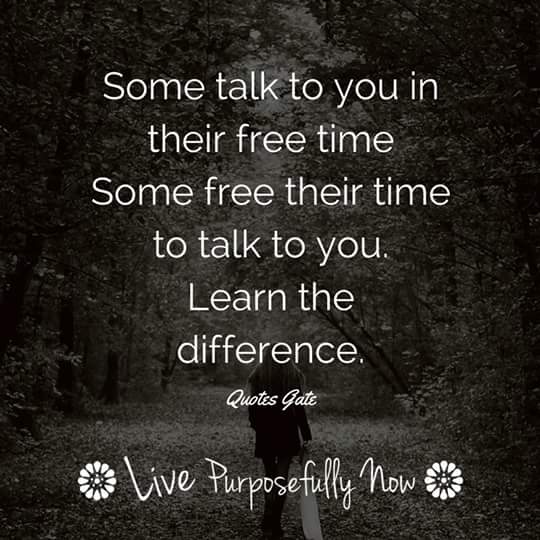 Some talk to you in
their free time
Some free their time
to talk to you.
Learn the
difference.
Quotes Gate
Live Purposefully Now